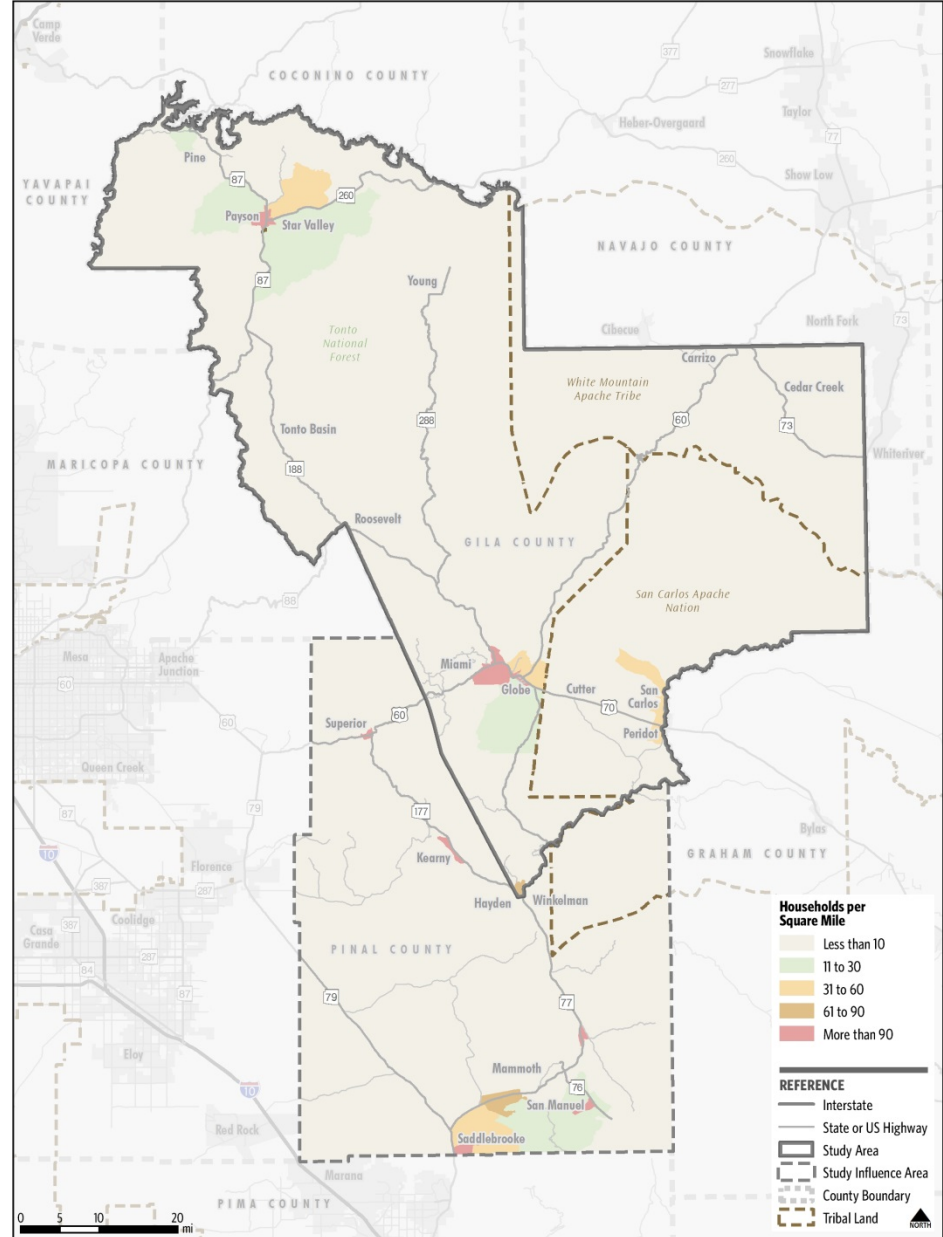 Camp
Verde
377
Snowflake
COCONINO COUNTY
277
Taylor
77
Heber-Overgaard
260
Pine
Show Low
YAVAPAI
COUNTY
87
260
Payson
Star Valley
NAVAJO COUNTY
87
Young
Cibecue
North Fork
73
Tonto
National
Forest
Carrizo
White Mountain
Apache Tribe
Cedar Creek
60
73
288
Tonto Basin
Whiteriver
MARICOPA COUNTY
188
Roosevelt
GILA COUNTY
88
San Carlos Apache
Nation
Mesa
Apache
Junction
60
Miami
Globe
Cutter
San
Carlos
70
60
Superior
60
Peridot
Queen Creek
79
177
87
Bylas
10
Kearny
GRAHAM COUNTY
Florence
387
287
Hayden
Winkelman
Coolidge
Casa
Grande
387
PINAL COUNTY
287
84
87
79
77
Eloy
Mammoth
10
76
San Manuel
Red Rock
Saddlebrooke
Marana
PIMA COUNTY
0 5 10 20
mi
Households per
Square Mile
Less than 10
11 to 30
31 to 60
61 to 90
More than 90
REFERENCE
Interstate
State or US Highway
Study Area
Study Influence Area
County Boundary
Tribal Land
NORTH